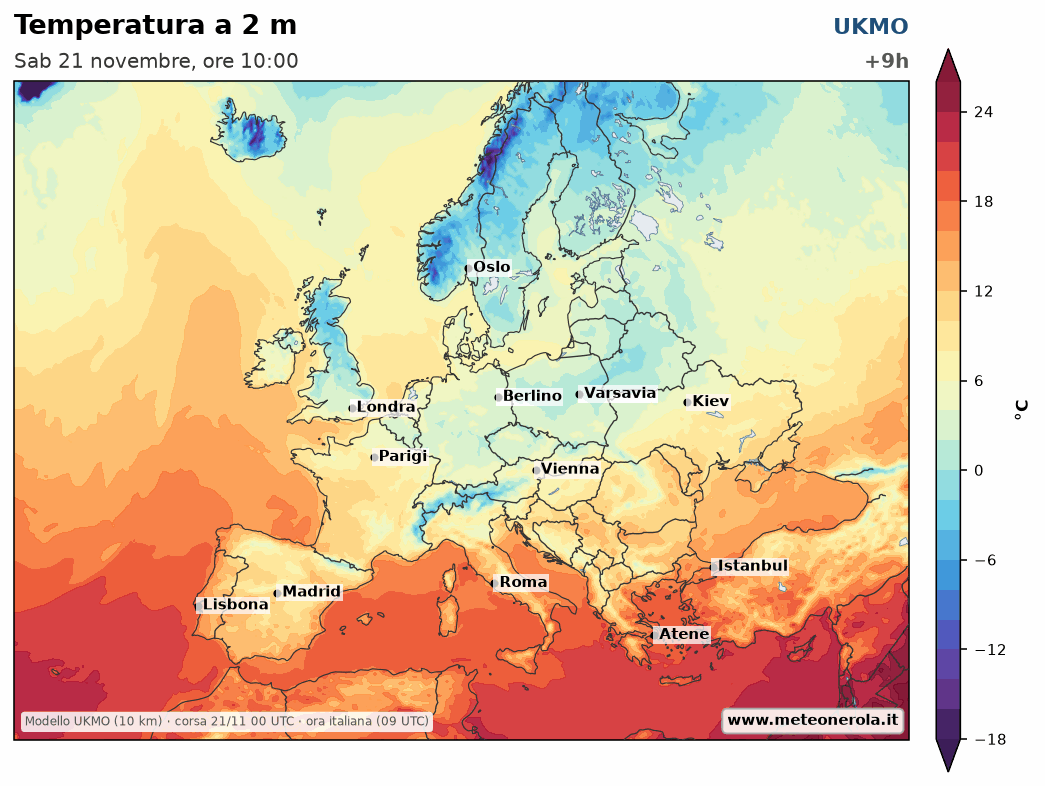 Temperatura a 2 m
UKMO
Sab 21 novembre, ore 10:00
+9h
24
18
12
6
0
−6
−12
−18
°C
Oslo
Londra
Berlino
Varsavia
Kiev
Parigi
Vienna
Istanbul
Roma
Madrid
Lisbona
Atene
Modello UKMO (10 km) · corsa 21/11 00 UTC · ora italiana (09 UTC)
www.meteonerola.it